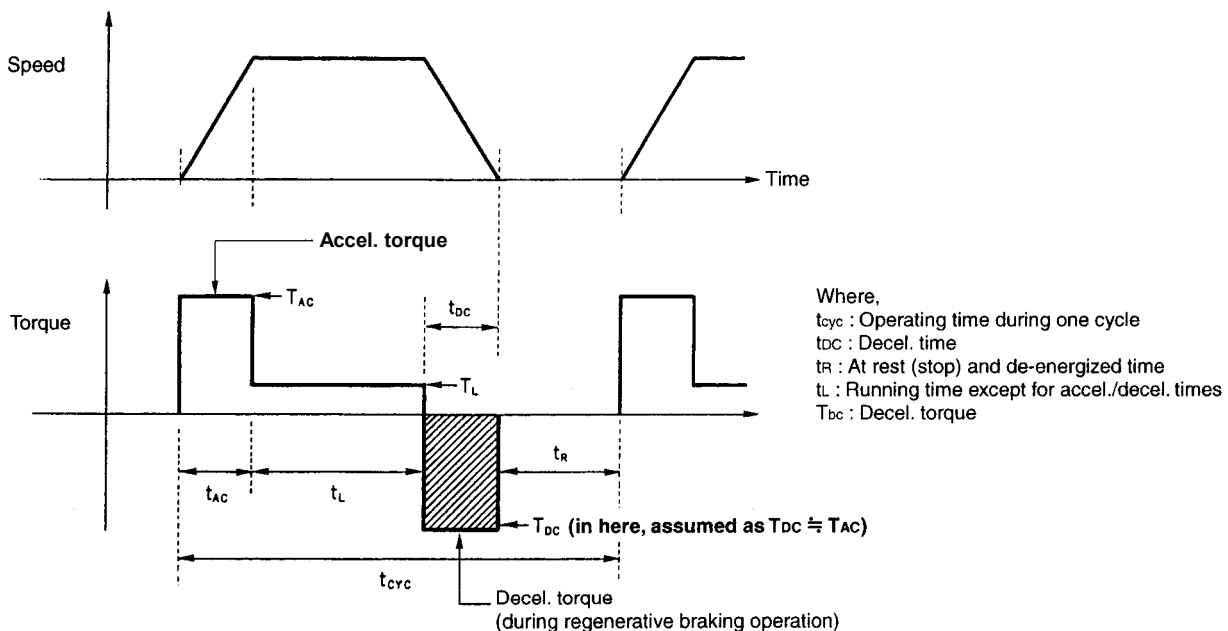 Speed
Time
Accel. torque
TAC
tDC
Torque
TL
tR
tAC
tL
TDC (in here, assumed as TDC ≒ TAC)
tCYC
Decel. torque
(during regenerative braking operation)
Where,
tcyc : Operating time during one cycle
tDC : Decel. time
tR : At rest (stop) and de-energized time
tL : Running time except for accel./decel. times
Tbc : Decel. torque